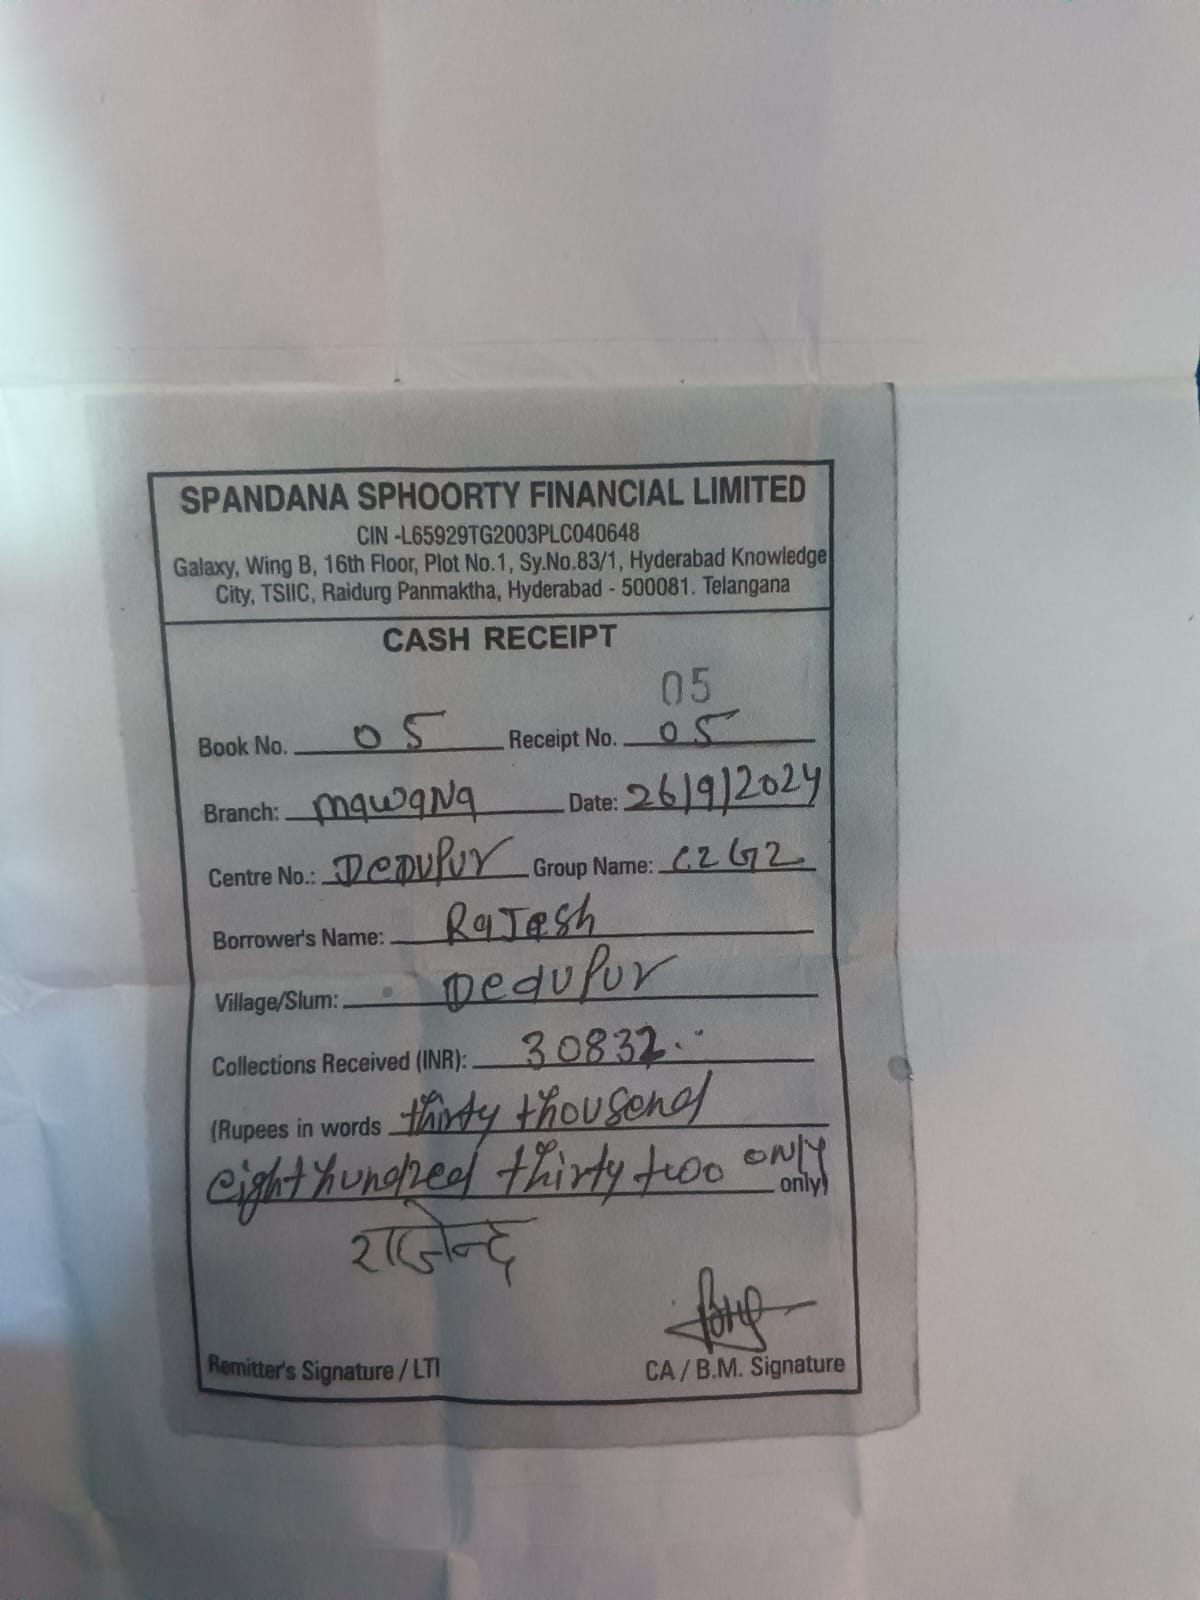 SPANDANA SPHOORTY FINANCIAL LIMITED
CIN -L65929TG2003PLC040648
Galaxy, Wing B, 16th Floor, Plot No.1, Sy.No.83/1, Hyderabad Knowledge
City, TSIIC, Raidurg Panmaktha, Hyderabad - 500081. Telangana
CASH RECEIPT
05
Book No. 05 Receipt No. 05
Branch: mawaNa Date: 26/9/2024
Centre No.: DeDUPUr Group Name: C2G2
Borrower's Name: RaJesh
Village/Slum: DedUPUr
Collections Received (INR): 30832
(Rupees in words thirty thousend
eight hundred thirty two only only)
राजेन्द्र
Remitter's Signature / LTI CA / B.M. Signature